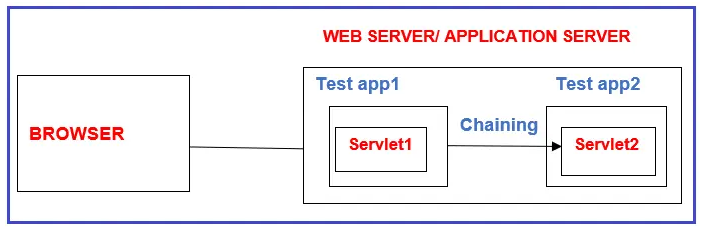 WEB SERVER/ APPLICATION SERVER
Test app1
Test app2
BROWSER
Servlet1
Chaining
Servlet2